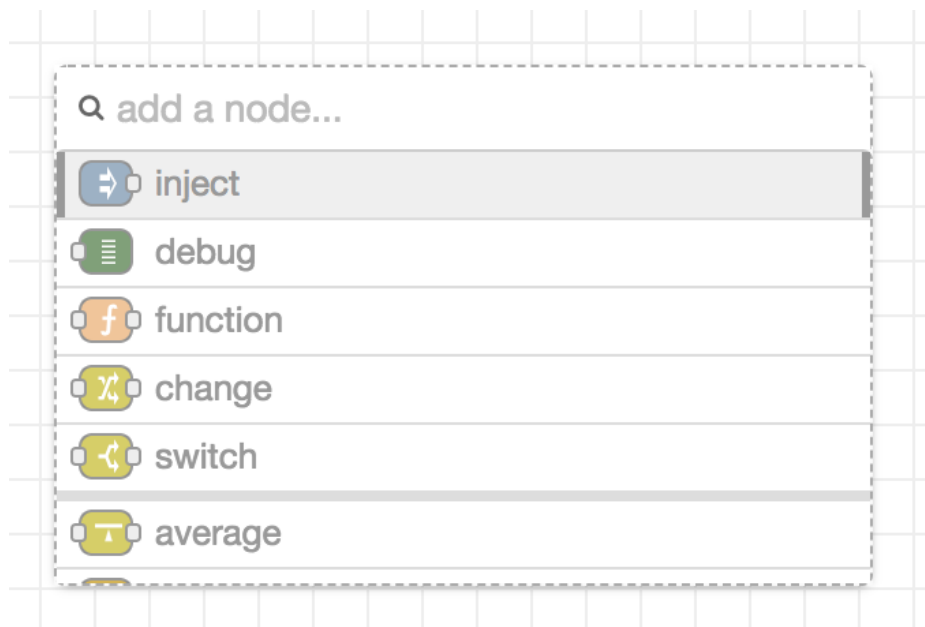 add a node...
inject
debug
function
change
switch
average